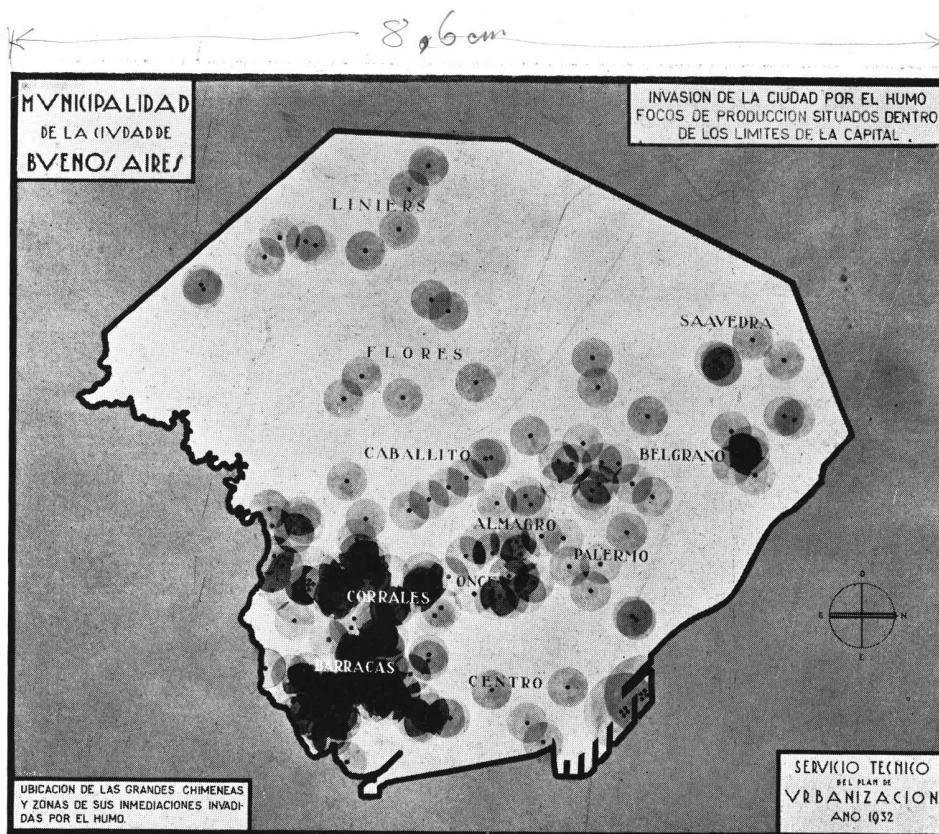 8,6 cm
MVNICIPALIDAD
DE LA CIVDAD DE
BVENOS AIRES
INVASION DE LA CIUDAD POR EL HUMO
FOCOS DE PRODUCCION SITUADOS DENTRO
DE LOS LIMITES DE LA CAPITAL.
LINIERS
SAAVEDRA
FLORES
CABALLITO
BELGRANO
ALMAGRO
PALERMO
ONCE
CORRALES
O
S N
E
BARRACAS
CENTRO
UBICACION DE LAS GRANDES CHIMENEAS
Y ZONAS DE SUS INMEDIACIONES INVADI-
DAS POR EL HUMO.
SERVICIO TECNICO
DEL PLAN DE
VRBANIZACION
AÑO 1932